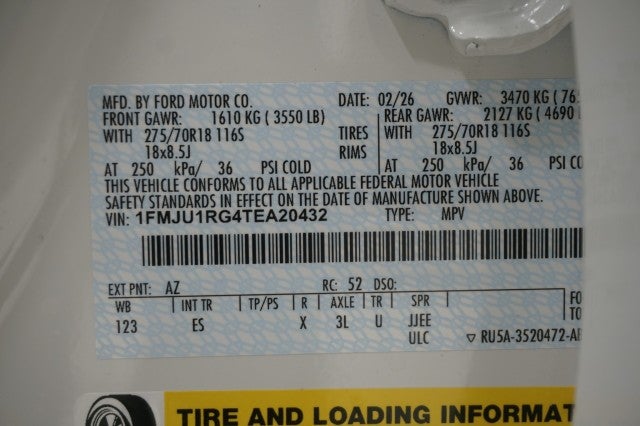 MFD. BY FORD MOTOR CO. DATE: 02/26 GVWR: 3470 KG ( 76
FRONT GAWR: 1610 KG ( 3550 LB) REAR GAWR: 2127 KG ( 4690
WITH 275/70R18 116S TIRES WITH 275/70R18 116S
18x8.5J RIMS 18x8.5J
AT 250 kPa/ 36 PSI COLD AT 250 kPa/ 36 PSI CO
THIS VEHICLE CONFORMS TO ALL APPLICABLE FEDERAL MOTOR VEHICLE
SAFETY STANDARDS IN EFFECT ON THE DATE OF MANUFACTURE SHOWN ABOVE.
VIN: 1FMJU1RG4TEA20432 TYPE: MPV
EXT PNT: AZ RC: 52 DSO:
WB INT TR TP/PS R AXLE TR SPR
123 ES X 3L U JJEE
ULC
FO
TO
▽ RU5A-3520472-A
TIRE AND LOADING INFORMAT